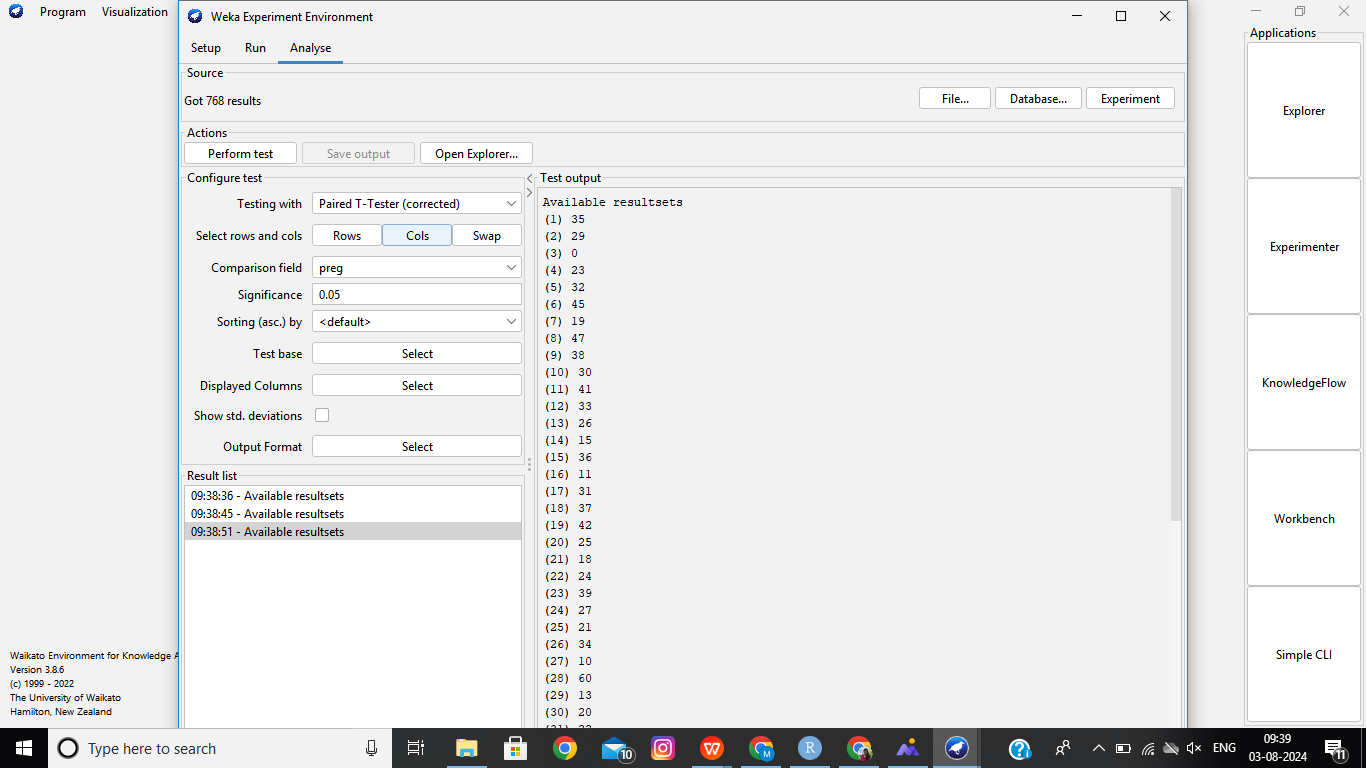 Program
Visualization
Weka Experiment Environment
Setup
Run
Analyse
Source
Got 768 results
File...
Database...
Experiment
Actions
Perform test
Save output
Open Explorer...
Configure test
Testing with
Paired T-Tester (corrected)
Select rows and cols
Rows
Cols
Swap
Comparison field
preg
Significance
0.05
Sorting (asc.) by
<default>
Test base
Select
Displayed Columns
Select
Show std. deviations
Output Format
Select
Result list
09:38:36 - Available resultsets
09:38:45 - Available resultsets
09:38:51 - Available resultsets
Test output
Available resultsets
(1) 35
(2) 29
(3) 0
(4) 23
(5) 32
(6) 45
(7) 19
(8) 47
(9) 38
(10) 30
(11) 41
(12) 33
(13) 26
(14) 15
(15) 36
(16) 11
(17) 31
(18) 37
(19) 42
(20) 25
(21) 18
(22) 24
(23) 39
(24) 27
(25) 21
(26) 34
(27) 10
(28) 60
(29) 13
(30) 20
Applications
Explorer
Experimenter
KnowledgeFlow
Workbench
Simple CLI
Waikato Environment for Knowledge A
Version 3.8.6
(c) 1999 - 2022
The University of Waikato
Hamilton, New Zealand
Type here to search
10
W
M
R
ENG
09:39
03-08-2024
11